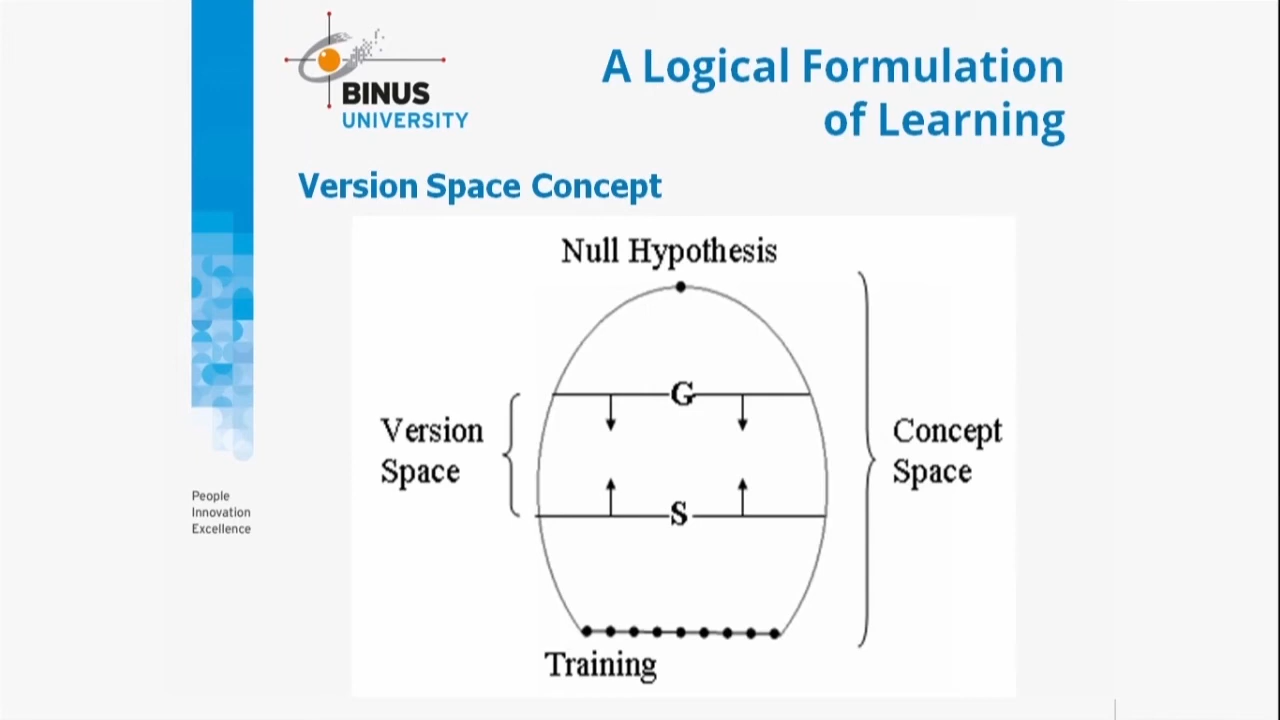 BINUS
UNIVERSITY
A Logical Formulation
of Learning
Version Space Concept
Null Hypothesis
G
Version
Space
Concept
Space
S
People
Innovation
Excellence
Training